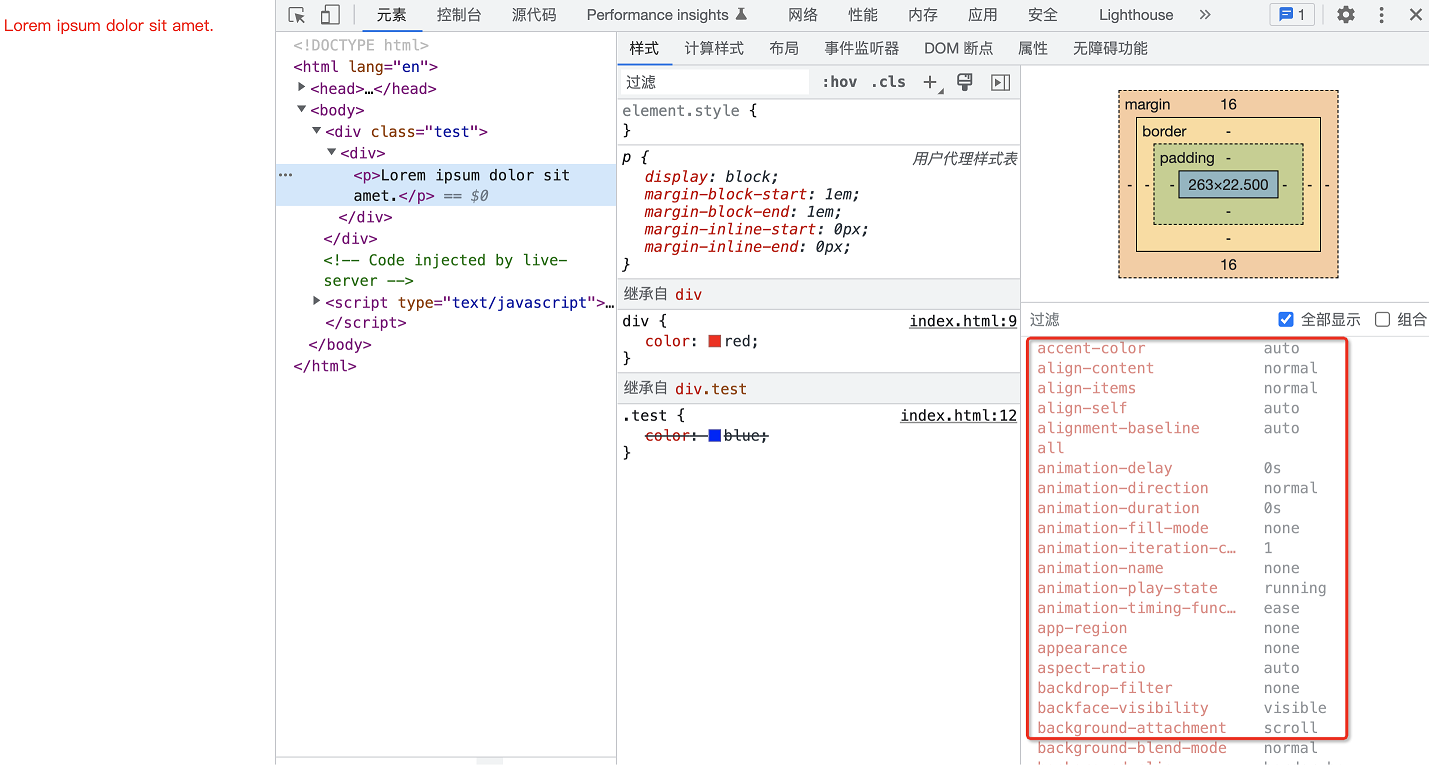 Lorem ipsum dolor sit amet.
元素 控制台 源代码 Performance insights 网络 性能 内存 应用 安全 Lighthouse » 1
<!DOCTYPE html>
<html lang="en">
<head>…</head>
<body>
<div class="test">
<div>
<p>Lorem ipsum dolor sit
amet.</p> == $0
</div>
</div>
<!-- Code injected by live-
server -->
<script type="text/javascript">…
</script>
</body>
</html>
样式 计算样式 布局 事件监听器 DOM 断点 属性 无障碍功能
过滤 :hov .cls +
element.style {
}
p { 用户代理样式表
display: block;
margin-block-start: 1em;
margin-block-end: 1em;
margin-inline-start: 0px;
margin-inline-end: 0px;
}
继承自 div
div { index.html:9
color: red;
}
继承自 div.test
.test { index.html:12
color: blue;
}
margin 16
border -
padding -
- - - 263×22.500 - - -
-
-
16
过滤 全部显示 组合
accent-color auto
align-content normal
align-items normal
align-self auto
alignment-baseline auto
all
animation-delay 0s
animation-direction normal
animation-duration 0s
animation-fill-mode none
animation-iteration-c… 1
animation-name none
animation-play-state running
animation-timing-func… ease
app-region none
appearance none
aspect-ratio auto
backdrop-filter none
backface-visibility visible
background-attachment scroll
background-blend-mode normal